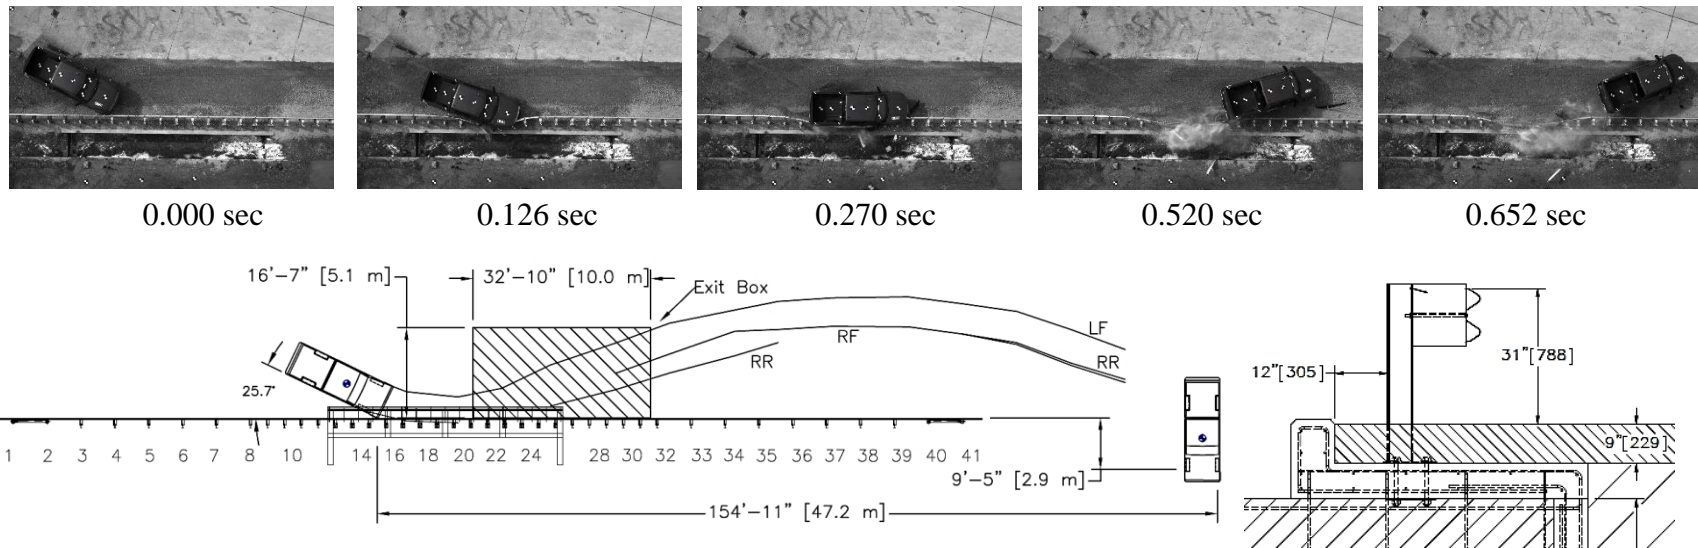 0.000 sec
0.126 sec
0.270 sec
0.520 sec
0.652 sec
16'-7" [5.1 m]
32'-10" [10.0 m]
Exit Box
LF
RF
RR
RR
25.7°
1 2 3 4 5 6 7 8 10 14 16 18 20 22 24 28 30 32 33 34 35 36 37 38 39 40 41
9'-5" [2.9 m]
154'-11" [47.2 m]
31"[788]
12"[305]
9"[229]